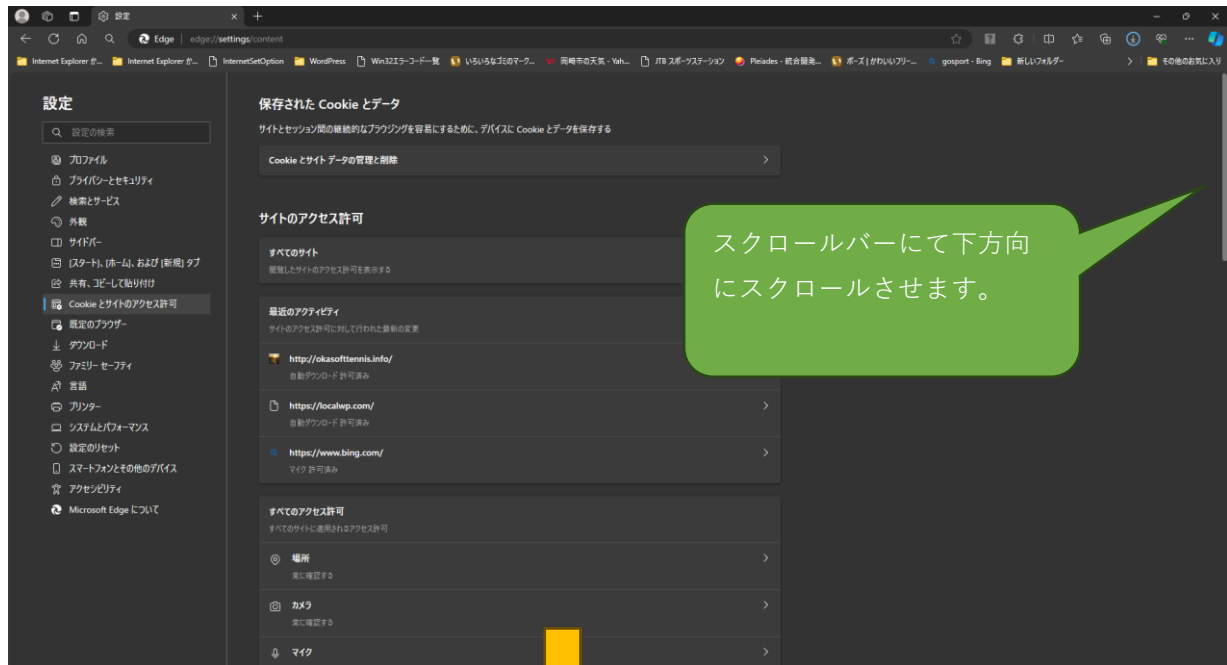 設定
Edge edge://settings/content
Internet Explorer か...
Internet Explorer か...
InternetSetOption
WordPress
Win32エラーコード一覧
いろいろなゴミのマーク...
岡崎市の天気 - Yah...
JTB スポーツステーション
Pleiades - 統合開発...
ポーズ | かわいいフリー...
gosport - Bing
新しいフォルダー
その他のお気に入り
設定
設定の検索
プロファイル
プライバシーとセキュリティ
検索とサービス
外観
サイドバー
[スタート]、[ホーム]、および [新規] タブ
共有、コピーして貼り付け
Cookie とサイトのアクセス許可
既定のブラウザー
ダウンロード
ファミリー セーフティ
言語
プリンター
システムとパフォーマンス
設定のリセット
スマートフォンとその他のデバイス
アクセシビリティ
Microsoft Edge について
保存された Cookie とデータ
サイトとセッション間の継続的なブラウジングを容易にするために、デバイスに Cookie とデータを保存する
Cookie とサイト データの管理と削除
サイトのアクセス許可
すべてのサイト
閲覧したサイトのアクセス許可を表示する
最近のアクティビティ
サイトのアクセス許可に対して行われた最新の変更
http://okasofttennis.info/
自動ダウンロード 許可済み
https://localwp.com/
自動ダウンロード 許可済み
https://www.bing.com/
マイク 許可済み
すべてのアクセス許可
すべてのサイトに適用されるアクセス許可
場所
常に確認する
カメラ
常に確認する
マイク
スクロールバーにて下方向
にスクロールさせます。